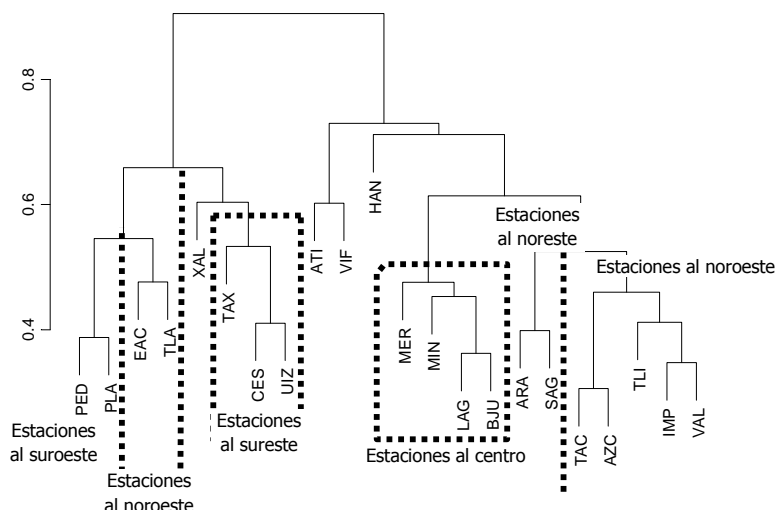 0.8
0.6
0.4
HAN
XAL
ATI
VIF
Estaciones
al noreste
Estaciones al noroeste
TAX
EAC
TLA
MER
MIN
TLI
PED
PLA
CES
UIZ
LAG
BJU
ARA
SAG
TAC
AZC
IMP
VAL
Estaciones
al suroeste
Estaciones
al sureste
Estaciones al centro
Estaciones
al noroeste